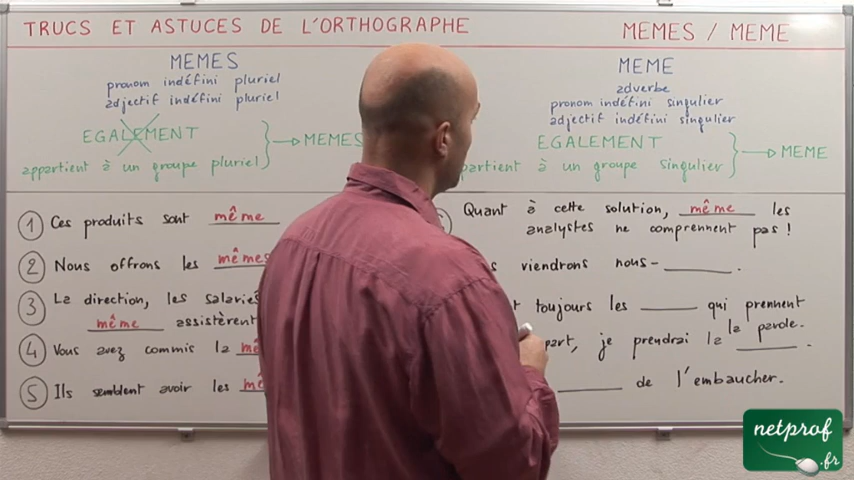 TRUCS ET ASTUCES DE L'ORTHOGRAPHE
MEMES / MEME
MEMES
pronom indéfini pluriel
adjectif indéfini pluriel
EGALEMENT
appartient à un groupe pluriel
MEMES
MEME
adverbe
pronom indéfini singulier
adjectif indéfini singulier
EGALEMENT
partient à un groupe singulier
MEME
1 Ces produits sont même
2 Nous offrons les mêmes
3 La direction, les salariés
même assistèrent
4 Vous avez commis la
5 Ils semblent avoir les
Quant à cette solution, même les
analystes ne comprennent pas !
viendrons nous-
toujours les qui prennent
la parole.
part, je prendrai la .
de l'embaucher.
netprof
.fr